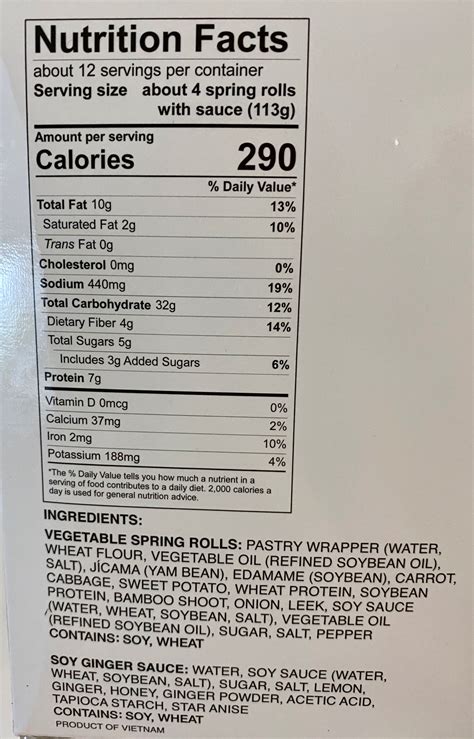 Nutrition Facts
about 12 servings per container
Serving size about 4 spring rolls
with sauce (113g)
Amount per serving
Calories 290
% Daily Value*
Total Fat 10g 13%
Saturated Fat 2g 10%
Trans Fat 0g
Cholesterol 0mg 0%
Sodium 440mg 19%
Total Carbohydrate 32g 12%
Dietary Fiber 4g 14%
Total Sugars 5g
Includes 3g Added Sugars 6%
Protein 7g
Vitamin D 0mcg 0%
Calcium 37mg 2%
Iron 2mg 10%
Potassium 188mg 4%
*The % Daily Value tells you how much a nutrient in a
serving of food contributes to a daily diet. 2,000 calories a
day is used for general nutrition advice.
INGREDIENTS:
VEGETABLE SPRING ROLLS: PASTRY WRAPPER (WATER,
WHEAT FLOUR, VEGETABLE OIL (REFINED SOYBEAN OIL),
SALT), JÍCAMA (YAM BEAN), EDAMAME (SOYBEAN), CARROT,
CABBAGE, SWEET POTATO, WHEAT PROTEIN, SOYBEAN
PROTEIN, BAMBOO SHOOT, ONION, LEEK, SOY SAUCE
(WATER, WHEAT, SOYBEAN, SALT), VEGETABLE OIL
(REFINED SOYBEAN OIL), SUGAR, SALT, PEPPER
CONTAINS: SOY, WHEAT
SOY GINGER SAUCE: WATER, SOY SAUCE (WATER,
WHEAT, SOYBEAN, SALT), SUGAR, SALT, LEMON,
GINGER, HONEY, GINGER POWDER, ACETIC ACID,
TAPIOCA STARCH, STAR ANISE
CONTAINS: SOY, WHEAT
PRODUCT OF VIETNAM